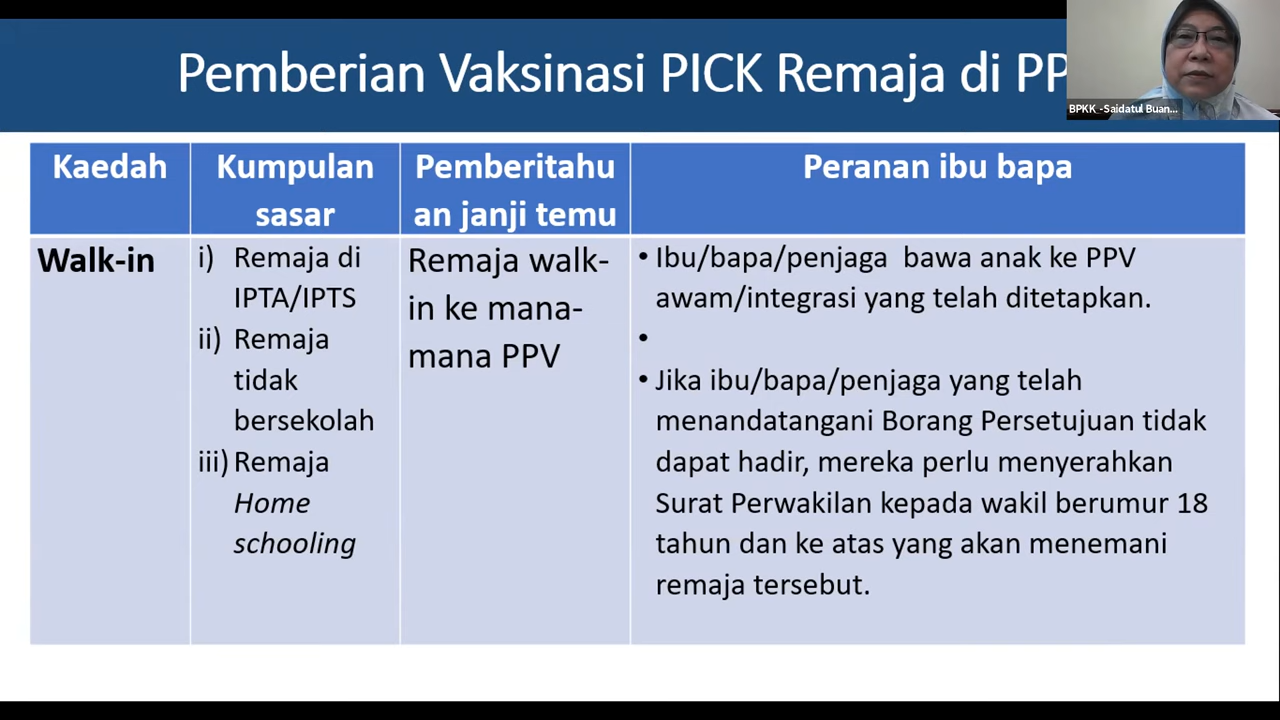 Pemberian Vaksinasi PICK Remaja di PP
BPKK -Saidatul Buan...
Kaedah
Kumpulan
sasar
Pemberitahu
an janji temu
Peranan ibu bapa
Walk-in
i) Remaja di
IPTA/IPTS
ii) Remaja
tidak
bersekolah
iii) Remaja
Home
schooling
Remaja walk-
in ke mana-
mana PPV
• Ibu/bapa/penjaga bawa anak ke PPV
awam/integrasi yang telah ditetapkan.
•
• Jika ibu/bapa/penjaga yang telah
menandatangani Borang Persetujuan tidak
dapat hadir, mereka perlu menyerahkan
Surat Perwakilan kepada wakil berumur 18
tahun dan ke atas yang akan menemani
remaja tersebut.